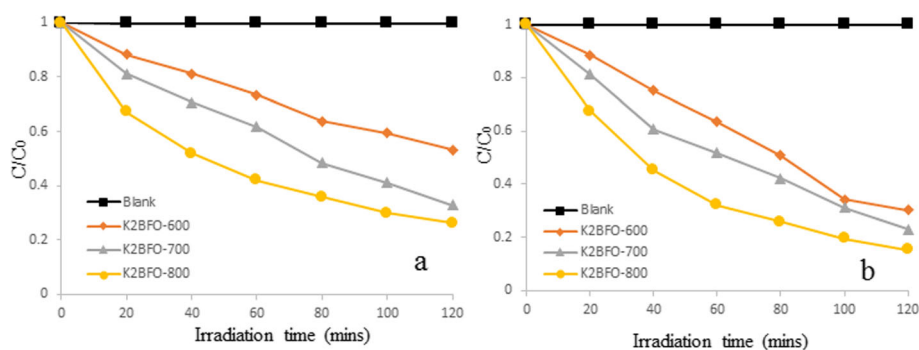 1
0.8
0.6
0.4
0.2
0
C/C0
Blank
K2BFO-600
K2BFO-700
K2BFO-800
a
0 20 40 60 80 100 120
Irradiation time (mins)
1
0.8
0.6
0.4
0.2
0
C/C0
Blank
K2BFO-600
K2BFO-700
K2BFO-800
b
0 20 40 60 80 100 120
Irradiation time (mins)